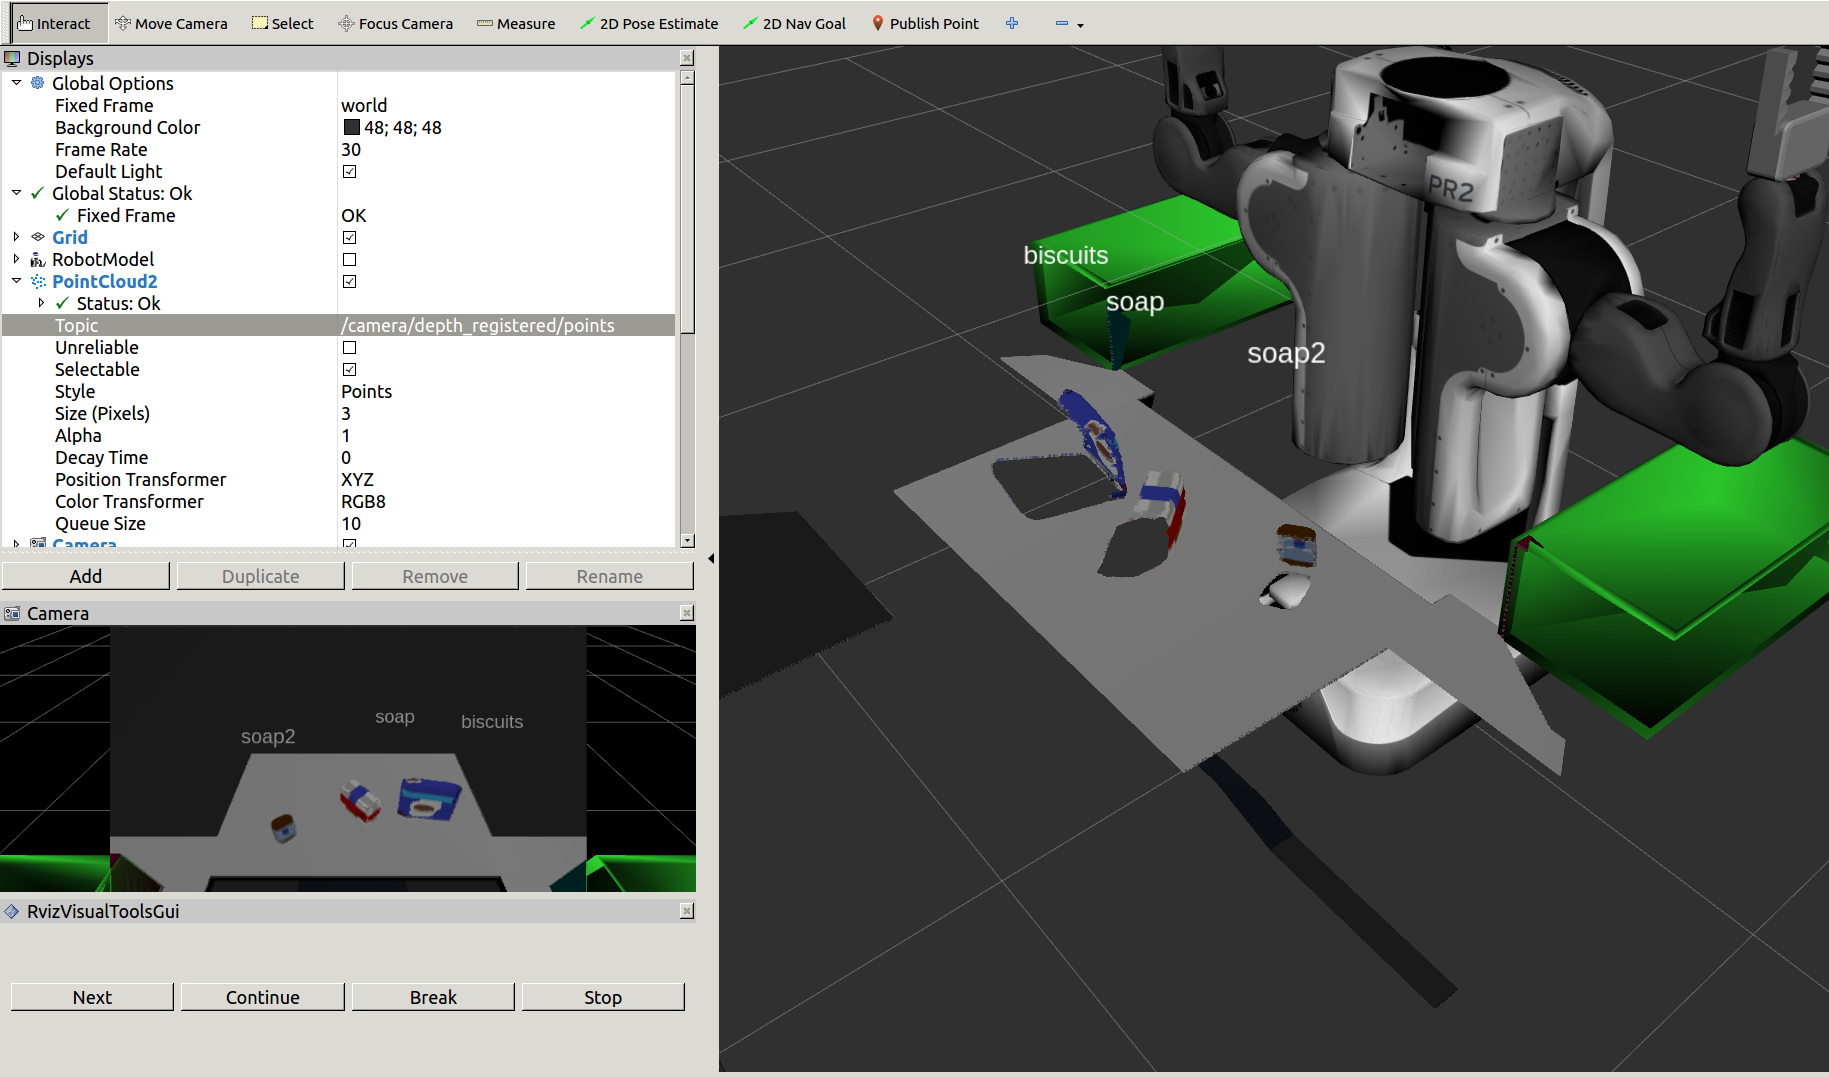 Interact Move Camera Select Focus Camera Measure 2D Pose Estimate 2D Nav Goal Publish Point
Displays
Global Options
Fixed Frame world
Background Color 48; 48; 48
Frame Rate 30
Default Light
Global Status: Ok
Fixed Frame OK
Grid
RobotModel
PointCloud2
Status: Ok
Topic /camera/depth_registered/points
Unreliable
Selectable
Style Points
Size (Pixels) 3
Alpha 1
Decay Time 0
Position Transformer XYZ
Color Transformer RGB8
Queue Size 10
Camera
Add Duplicate Remove Rename
Camera
soap2 soap biscuits
RvizVisualToolsGui
Next Continue Break Stop
PR2
biscuits
soap
soap2